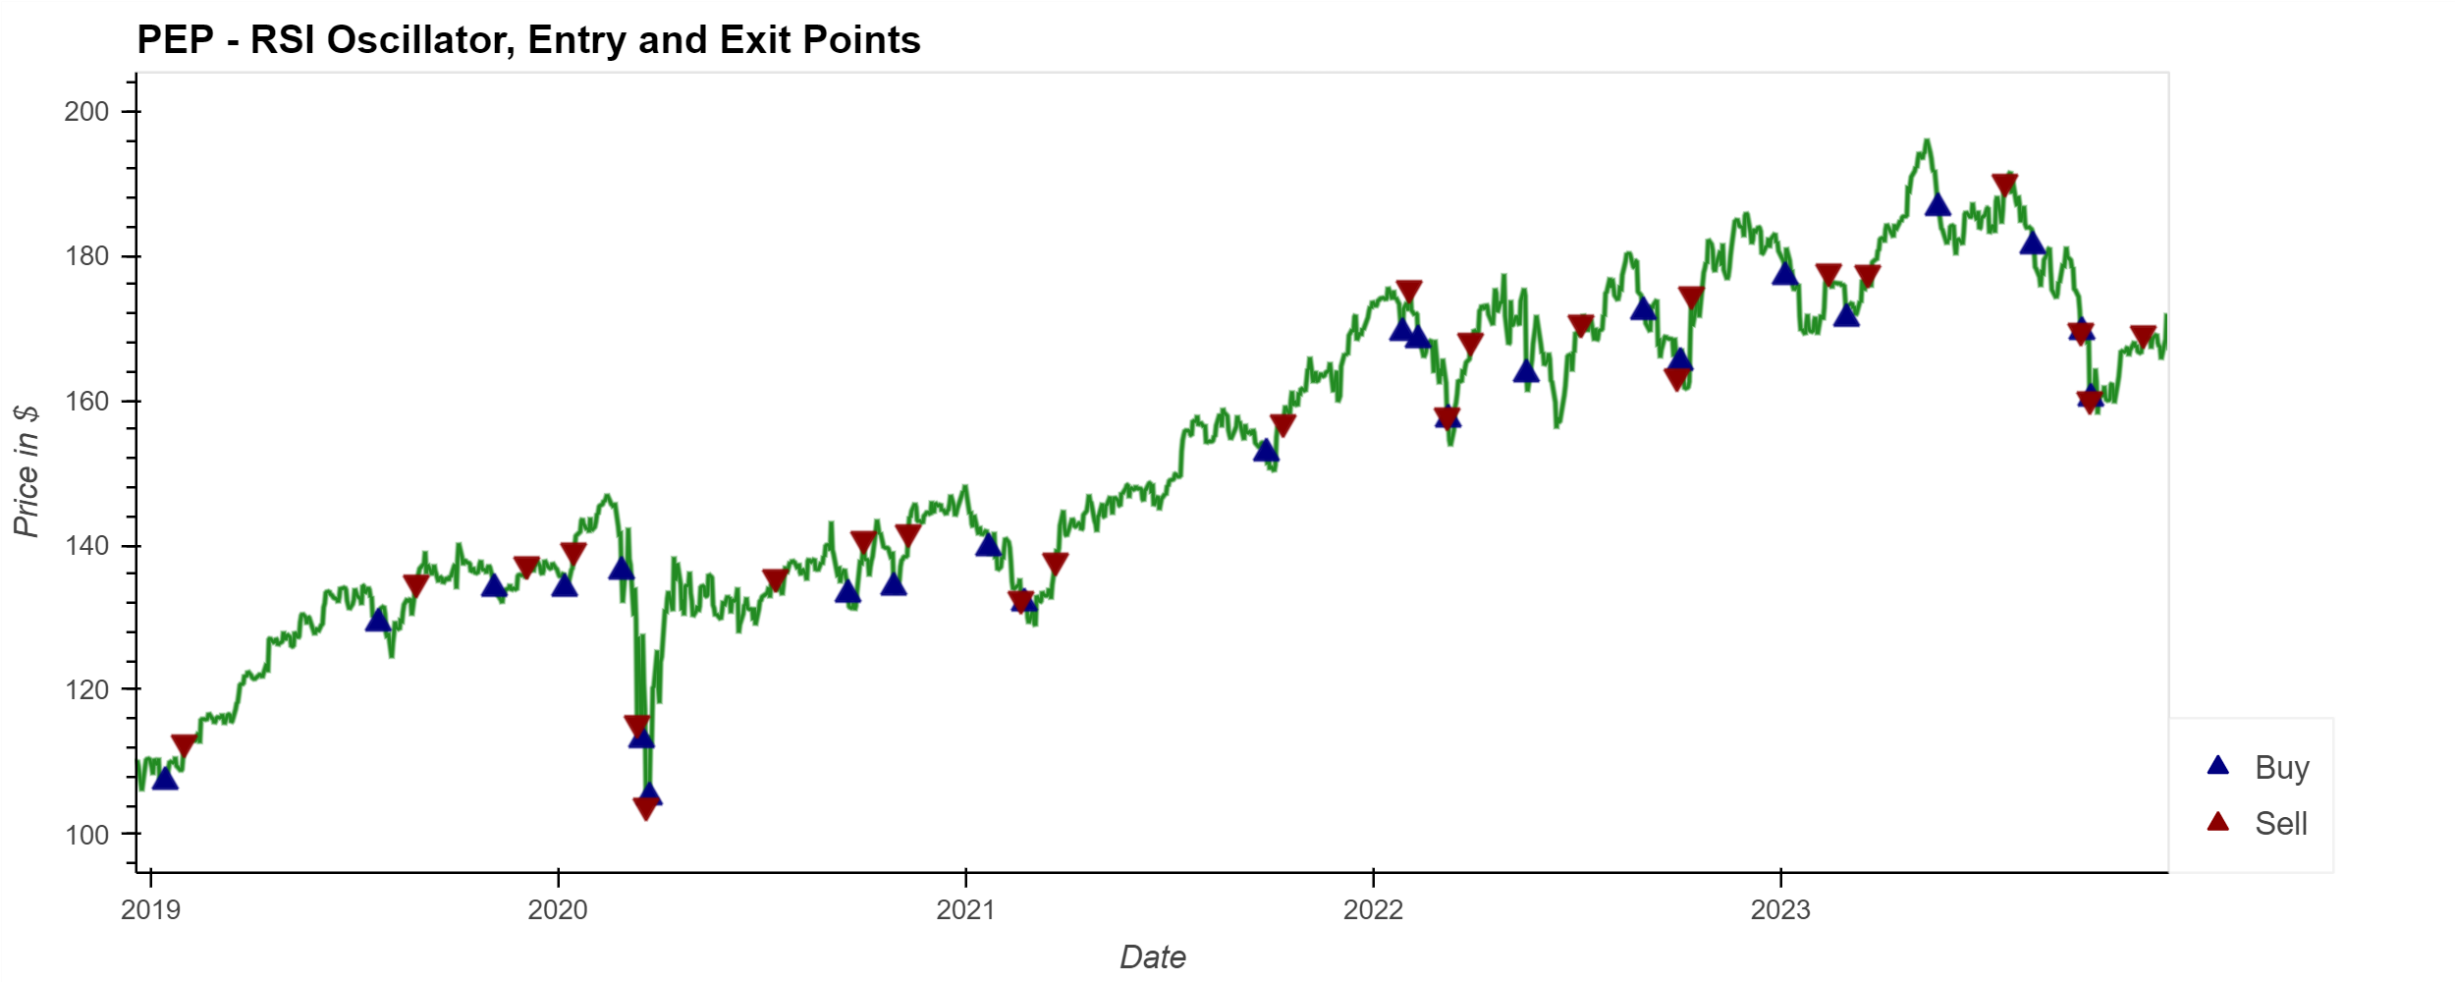 PEP - RSI Oscillator, Entry and Exit Points
200
180
160
140
120
100
Price in $
2019 2020 2021 2022 2023
Date
Buy
Sell